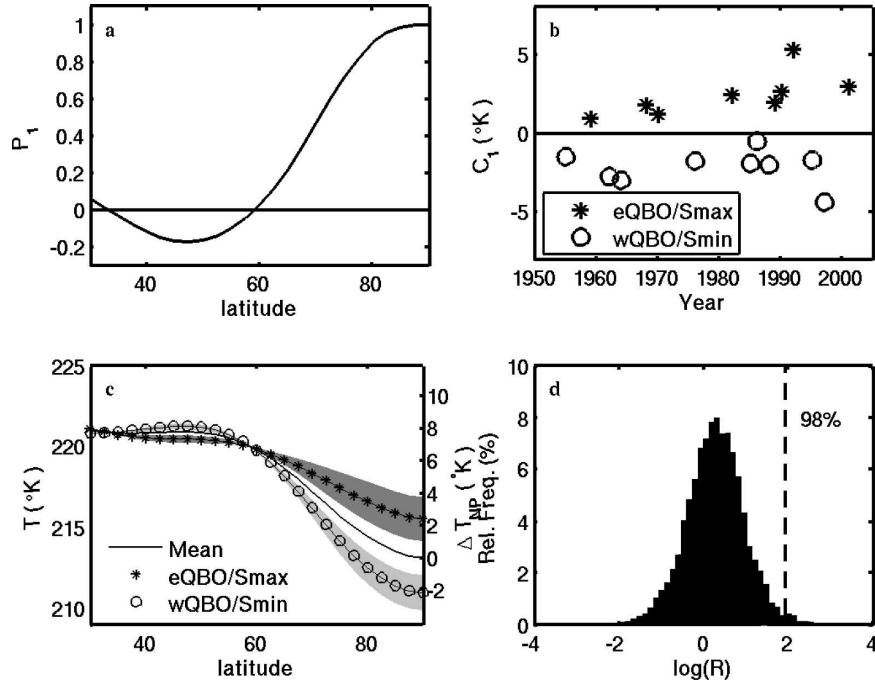 a
P₁
1
0.8
0.6
0.4
0.2
0
-0.2
40
60
80
latitude
b
C₁ (°K)
5
0
-5
eQBO/Smax
wQBO/Smin
1950
1960
1970
1980
1990
2000
Year
c
T (°K)
225
220
215
210
Mean
eQBO/Smax
wQBO/Smin
40
60
80
latitude
10
8
6
4
2
0
-2
Δ T_NP (°K)
d
Rel. Freq. (%)
10
8
6
4
2
0
98%
-4
-2
0
2
4
log(R)